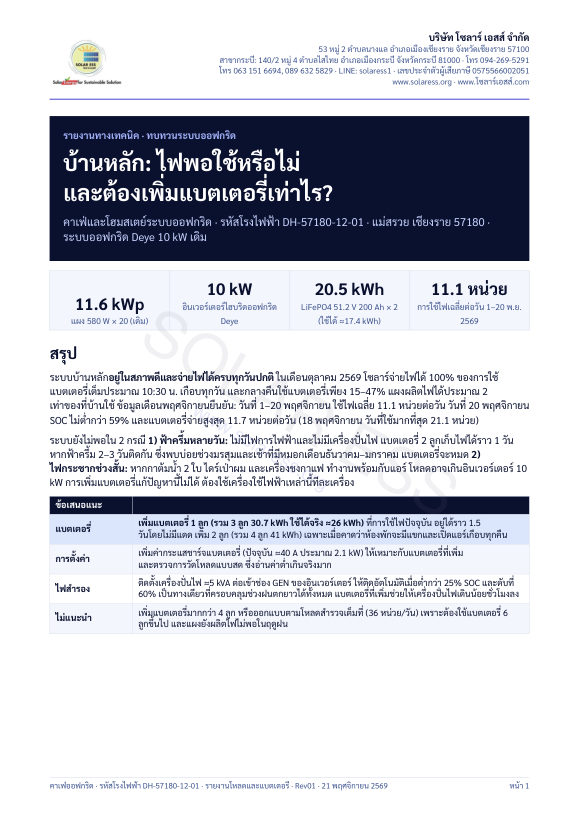 บริษัท โซลาร์ เอสส์ จำกัด
53 หมู่ 2 ตำบลนางแล อำเภอเมืองเชียงราย จังหวัดเชียงราย 57100
สาขากระบี่: 140/2 หมู่ 4 ตำบลไสไทย อำเภอเมืองกระบี่ จังหวัดกระบี่ 81000 · โทร 094-269-5291
โทร 063 151 6694, 089 632 5829 · LINE: solaress1 · เลขประจำตัวผู้เสียภาษี 0575566002051
www.solaress.org · www.โซลาร์เอสส์.com
SOLAR ESS
รายงานทางเทคนิค · ทบทวนระบบออฟกริด
บ้านหลัก: ไฟพอใช้หรือไม่
และต้องเพิ่มแบตเตอรี่เท่าไร?
คาเฟ่และโฮมสเตย์ระบบออฟกริด · รหัสโรงไฟฟ้า DH-57180-12-01 · แม่สรวย เชียงราย 57180 ·
ระบบออฟกริด Deye 10 kW เดิม
11.6 kWp
แผง 580 W × 20 (เดิม)
10 kW
อินเวอร์เตอร์ไฮบริดออฟกริด
Deye
20.5 kWh
LiFePO4 51.2 V 200 Ah × 2
(ใช้ได้ ≈17.4 kWh)
11.1 หน่วย
การใช้ไฟเฉลี่ยต่อวัน 1–20 พ.ย.
2569
สรุป
ระบบบ้านหลักอยู่ในสภาพดีและจ่ายไฟได้ครบทุกวันปกติ ในเดือนตุลาคม 2569 โซลาร์จ่ายไฟได้ 100% ของการใช้
แบตเตอรี่เต็มประมาณ 10:30 น. เกือบทุกวัน และกลางคืนใช้แบตเตอรี่เพียง 15–47% แผงผลิตไฟได้ประมาณ 2
เท่าของที่บ้านใช้ ข้อมูลเดือนพฤศจิกายนยืนยัน: วันที่ 1–20 พฤศจิกายน ใช้ไฟเฉลี่ย 11.1 หน่วยต่อวัน วันที่ 20 พฤศจิกายน
SOC ไม่ต่ำกว่า 59% และแบตเตอรี่จ่ายสูงสุด 11.7 หน่วยต่อวัน (18 พฤศจิกายน วันที่ใช้มากที่สุด 21.1 หน่วย)
ระบบยังไม่พอใน 2 กรณี 1) ฟ้าครึ้มหลายวัน: ไม่มีไฟการไฟฟ้าและไม่มีเครื่องปั่นไฟ แบตเตอรี่ 2 ลูกเก็บไฟได้ราว 1 วัน
หากฟ้าครึ้ม 2–3 วันติดกัน ซึ่งพบบ่อยช่วงมรสุมและเช้าที่มีหมอกเดือนธันวาคม–มกราคม แบตเตอรี่จะหมด 2)
ไฟกระชากช่วงสั้น: หากกาต้มน้ำ 2 ใบ ไดร์เป่าผม และเครื่องชงกาแฟ ทำงานพร้อมกับแอร์ โหลดอาจเกินอินเวอร์เตอร์ 10
kW การเพิ่มแบตเตอรี่แก้ปัญหานี้ไม่ได้ ต้องใช้เครื่องใช้ไฟฟ้าเหล่านี้ทีละเครื่อง
ข้อเสนอแนะ
แบตเตอรี่
เพิ่มแบตเตอรี่ 1 ลูก (รวม 3 ลูก 30.7 kWh ใช้ได้จริง ≈26 kWh) ที่การใช้ไฟปัจจุบัน อยู่ได้ราว 1.5
วันโดยไม่มีแดด เพิ่ม 2 ลูก (รวม 4 ลูก 41 kWh) เฉพาะเมื่อคาดว่าห้องพักจะมีแขกและเปิดแอร์เกือบทุกคืน
การตั้งค่า
เพิ่มค่ากระแสชาร์จแบตเตอรี่ (ปัจจุบัน ≈40 A ประมาณ 2.1 kW) ให้เหมาะกับแบตเตอรี่ที่เพิ่ม
และตรวจการวัดโหลดแบบสด ซึ่งอ่านค่าต่ำเกินจริงมาก
ไฟสำรอง
ติดตั้งเครื่องปั่นไฟ ≈5 kVA ต่อเข้าช่อง GEN ของอินเวอร์เตอร์ ให้ติดอัตโนมัติเมื่อต่ำกว่า 25% SOC และดับที่
60% เป็นทางเดียวที่ครอบคลุมช่วงฝนตกยาวได้ทั้งหมด แบตเตอรี่ที่เพิ่มช่วยให้เครื่องปั่นไฟเดินน้อยชั่วโมงลง
ไม่แนะนำ
เพิ่มแบตเตอรี่มากกว่า 4 ลูก หรือออกแบบตามโหลดสำรวจเต็มที่ (36 หน่วย/วัน) เพราะต้องใช้แบตเตอรี่ 6
ลูกขึ้นไป และแผงยังผลิตไฟไม่พอในฤดูฝน
คาเฟ่ออฟกริด · รหัสโรงไฟฟ้า DH-57180-12-01 · รายงานโหลดและแบตเตอรี่ · Rev01 · 21 พฤศจิกายน 2569
หน้า 1